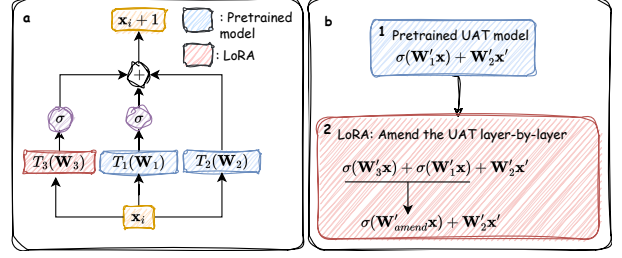 a
x_i + 1
: Pretrained
model
: LoRA
+
σ
σ
T_3(W_3)
T_1(W_1)
T_2(W_2)
x_i
b
1 Pretrained UAT model
σ(W'_1x) + W'_2x'
2 LoRA: Amend the UAT layer-by-layer
σ(W'_3x) + σ(W'_1x) + W'_2x'
σ(W'_{amend}x) + W'_2x'